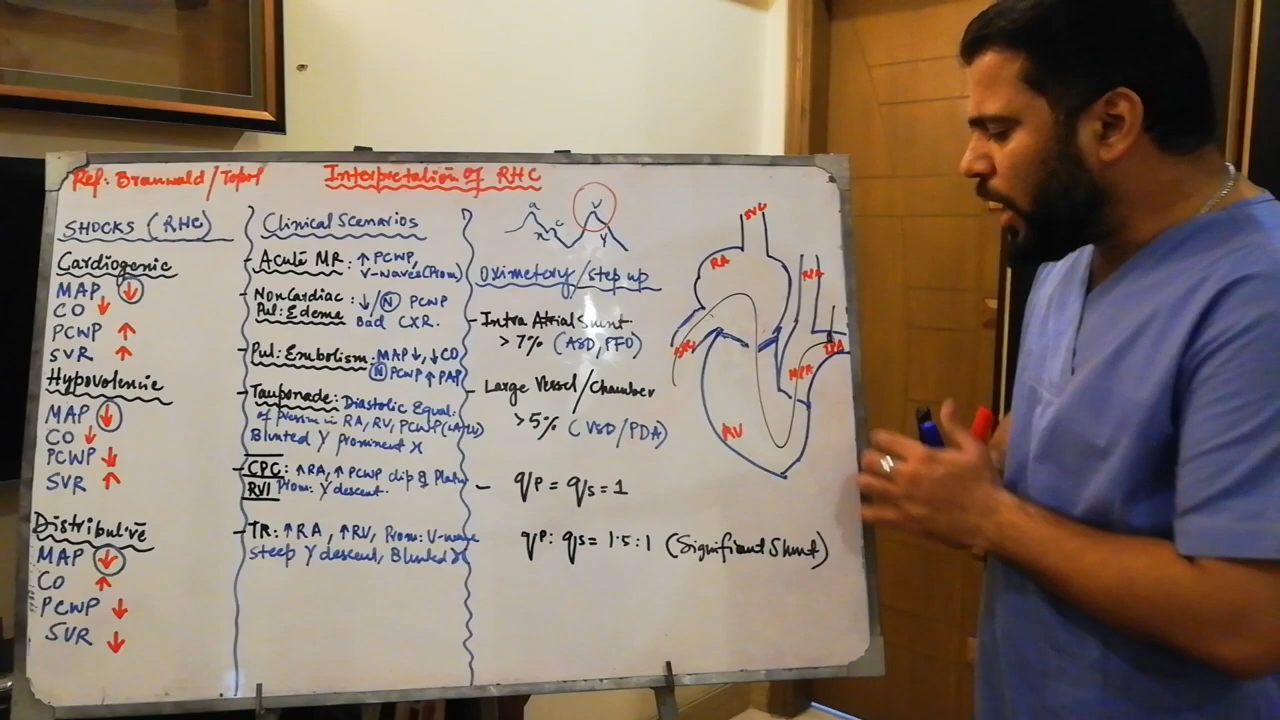 Ref: Braunwald/Topol
Interpretation of RHC
SHOCKS (RHC)
Cardiogenic
MAP ↓
CO ↓
PCWP ↑
SVR ↑
Hypovolemic
MAP ↓
CO ↓
PCWP ↓
SVR ↑
Distributive
MAP ↓
CO ↑
PCWP ↓
SVR ↓
Clinical Scenarios
- Acute MR: ↑ PCWP,
V-waves (Prom)
- NonCardiac : ↓/N PCWP
Pul: Edema Bad CXR.
- Pul: Embolism: MAP↓, ↓CO
N PCWP ↑ PAP
- Tamponade: Diastolic Equal.
of pressure in RA, RV, PCWP
Blunted Y prominent x
- CPC: ↑RA, ↑PCWP dip &
RVI Prom: Y descent.
- TR: ↑RA, ↑RV, Prom: V-wave
steep Y descent, Blunted X
a
x
c
V
Y
Oximetery/step up
- Intra Atrial Shunt
> 7% (ASD, PFO)
- Large Vessel/Chamber
>5% (VSD/PDA)
- qp = qs = 1
qp: qs = 1.5:1 (Significant Shunt)
SVC
RA
IVC
RV
RPA
MPA
LPA